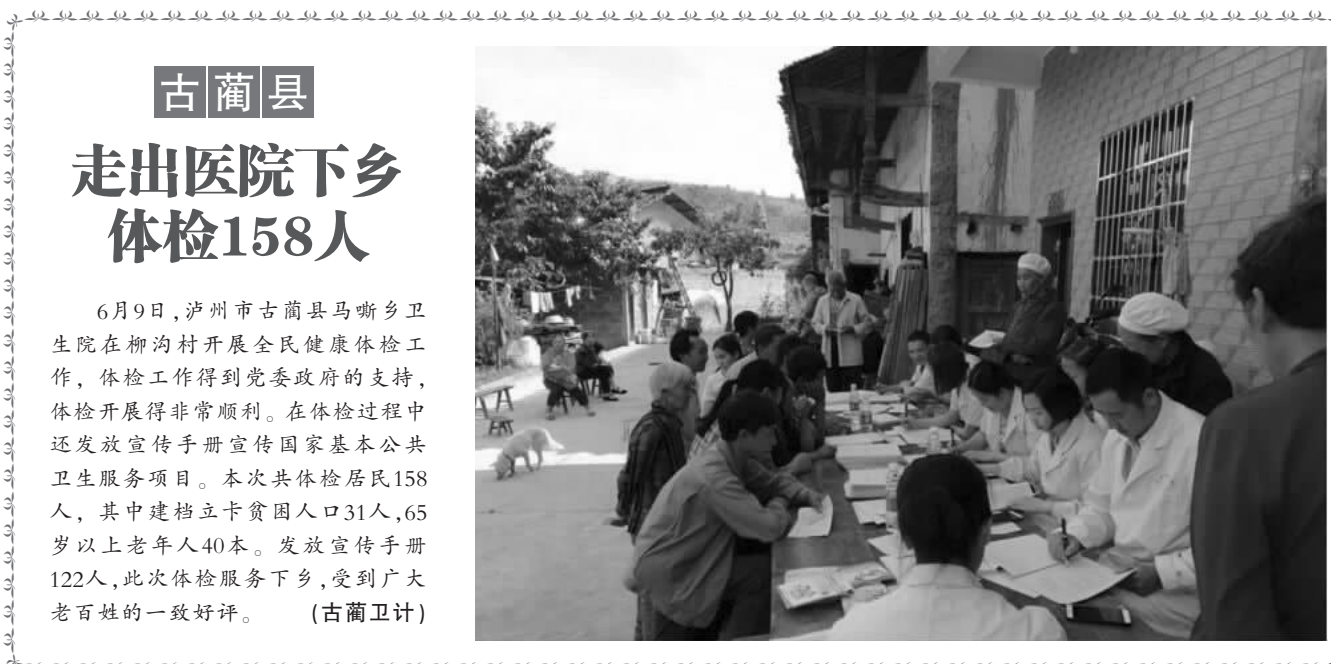 古蔺县
走出医院下乡
体检158人
6月9日,泸州市古蔺县马嘶乡卫
生院在柳沟村开展全民健康体检工
作，体检工作得到党委政府的支持,
体检开展得非常顺利。在体检过程中
还发放宣传手册宣传国家基本公共
卫生服务项目。本次共体检居民158
人，其中建档立卡贫困人口31人,65
岁以上老年人40本。发放宣传手册
122人,此次体检服务下乡,受到广大
老百姓的一致好评。 (古蔺卫计)